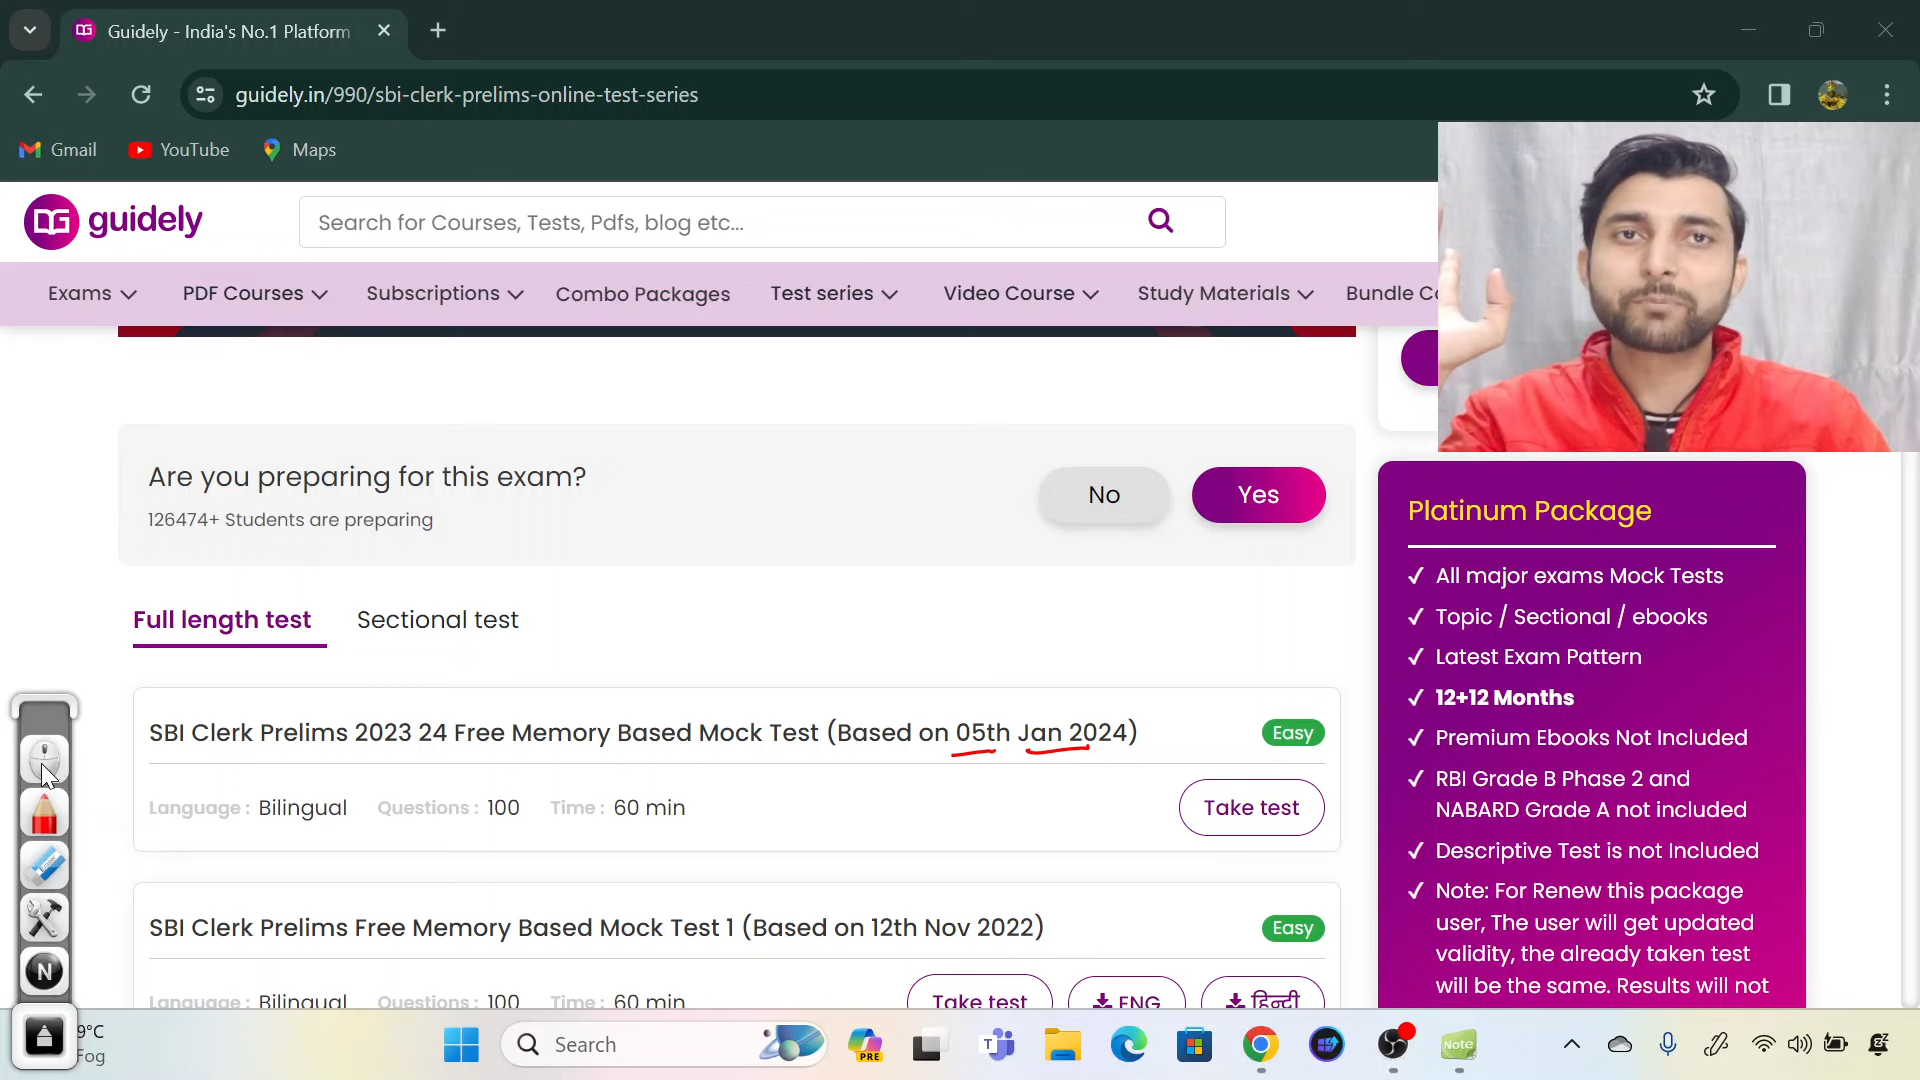 Guidely - India's No.1 Platform
guidely.in/990/sbi-clerk-prelims-online-test-series
Gmail YouTube Maps
guidely
Search for Courses, Tests, Pdfs, blog etc...
Exams PDF Courses Subscriptions Combo Packages Test series Video Course Study Materials Bundle
Are you preparing for this exam?
126474+ Students are preparing
No
Yes
Full length test Sectional test
SBI Clerk Prelims 2023 24 Free Memory Based Mock Test (Based on 05th Jan 2024)
Easy
Language : Bilingual Questions : 100 Time : 60 min
Take test
SBI Clerk Prelims Free Memory Based Mock Test 1 (Based on 12th Nov 2022)
Easy
Language : Bilingual Questions : 100 Time : 60 min
Take test ENG हिन्दी
Platinum Package
✓ All major exams Mock Tests
✓ Topic / Sectional / ebooks
✓ Latest Exam Pattern
✓ 12+12 Months
✓ Premium Ebooks Not Included
✓ RBI Grade B Phase 2 and
NABARD Grade A not included
✓ Descriptive Test is not Included
✓ Note: For Renew this package
user, The user will get updated
validity, the already taken test
will be the same. Results will not
N
9°C
Fog
Search
PRE
T
Note